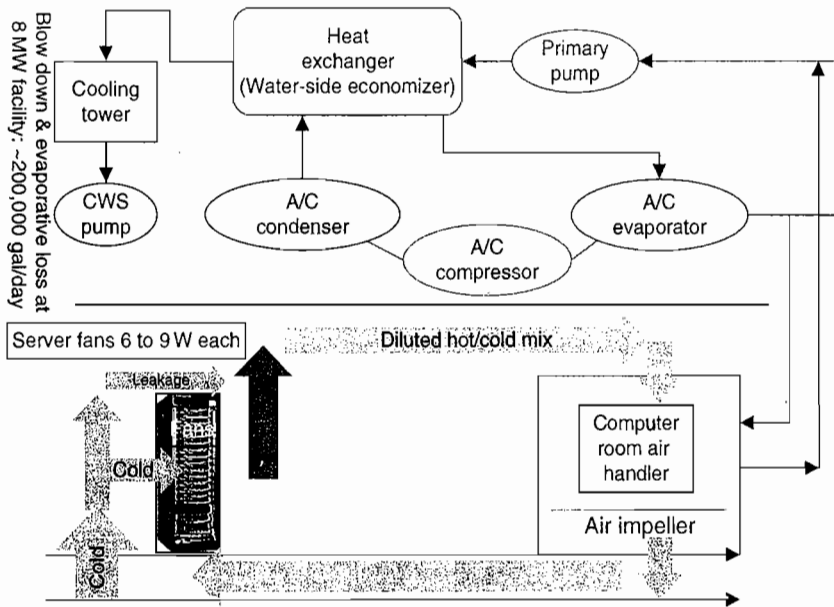 Blow down & evaporative loss at
8 MW facility: ~200,000 gal/day
Cooling
tower
CWS
pump
Heat
exchanger
(Water-side economizer)
Primary
pump
A/C
condenser
A/C
compressor
A/C
evaporator
Server fans 6 to 9 W each
Diluted hot/cold mix
Leakage
Cold
Cold
Computer
room air
handler
Air impeller